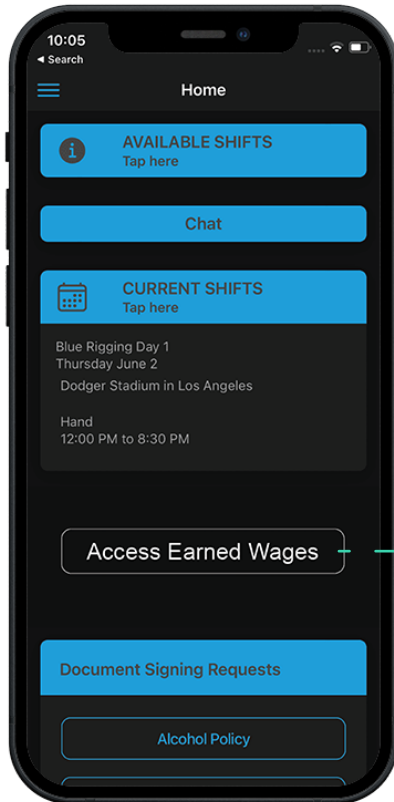 10:05
◀ Search
Home
AVAILABLE SHIFTS
Tap here
Chat
CURRENT SHIFTS
Tap here
Blue Rigging Day 1
Thursday June 2
Dodger Stadium in Los Angeles
Hand
12:00 PM to 8:30 PM
Access Earned Wages
Document Signing Requests
Alcohol Policy